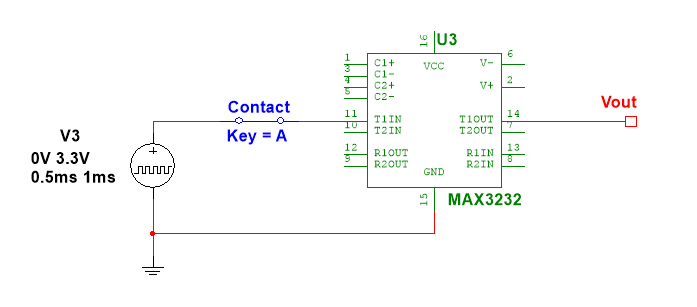 16
U3
1
C1+
VCC
V-
6
3
C1-
4
C2+
V+
2
5
C2-
Contact
Vout
11
T1IN
T1OUT
14
V3
Key = A
10
T2IN
T2OUT
7
0V 3.3V
12
R1OUT
R1IN
13
0.5ms 1ms
9
R2OUT
R2IN
8
GND
15
MAX3232